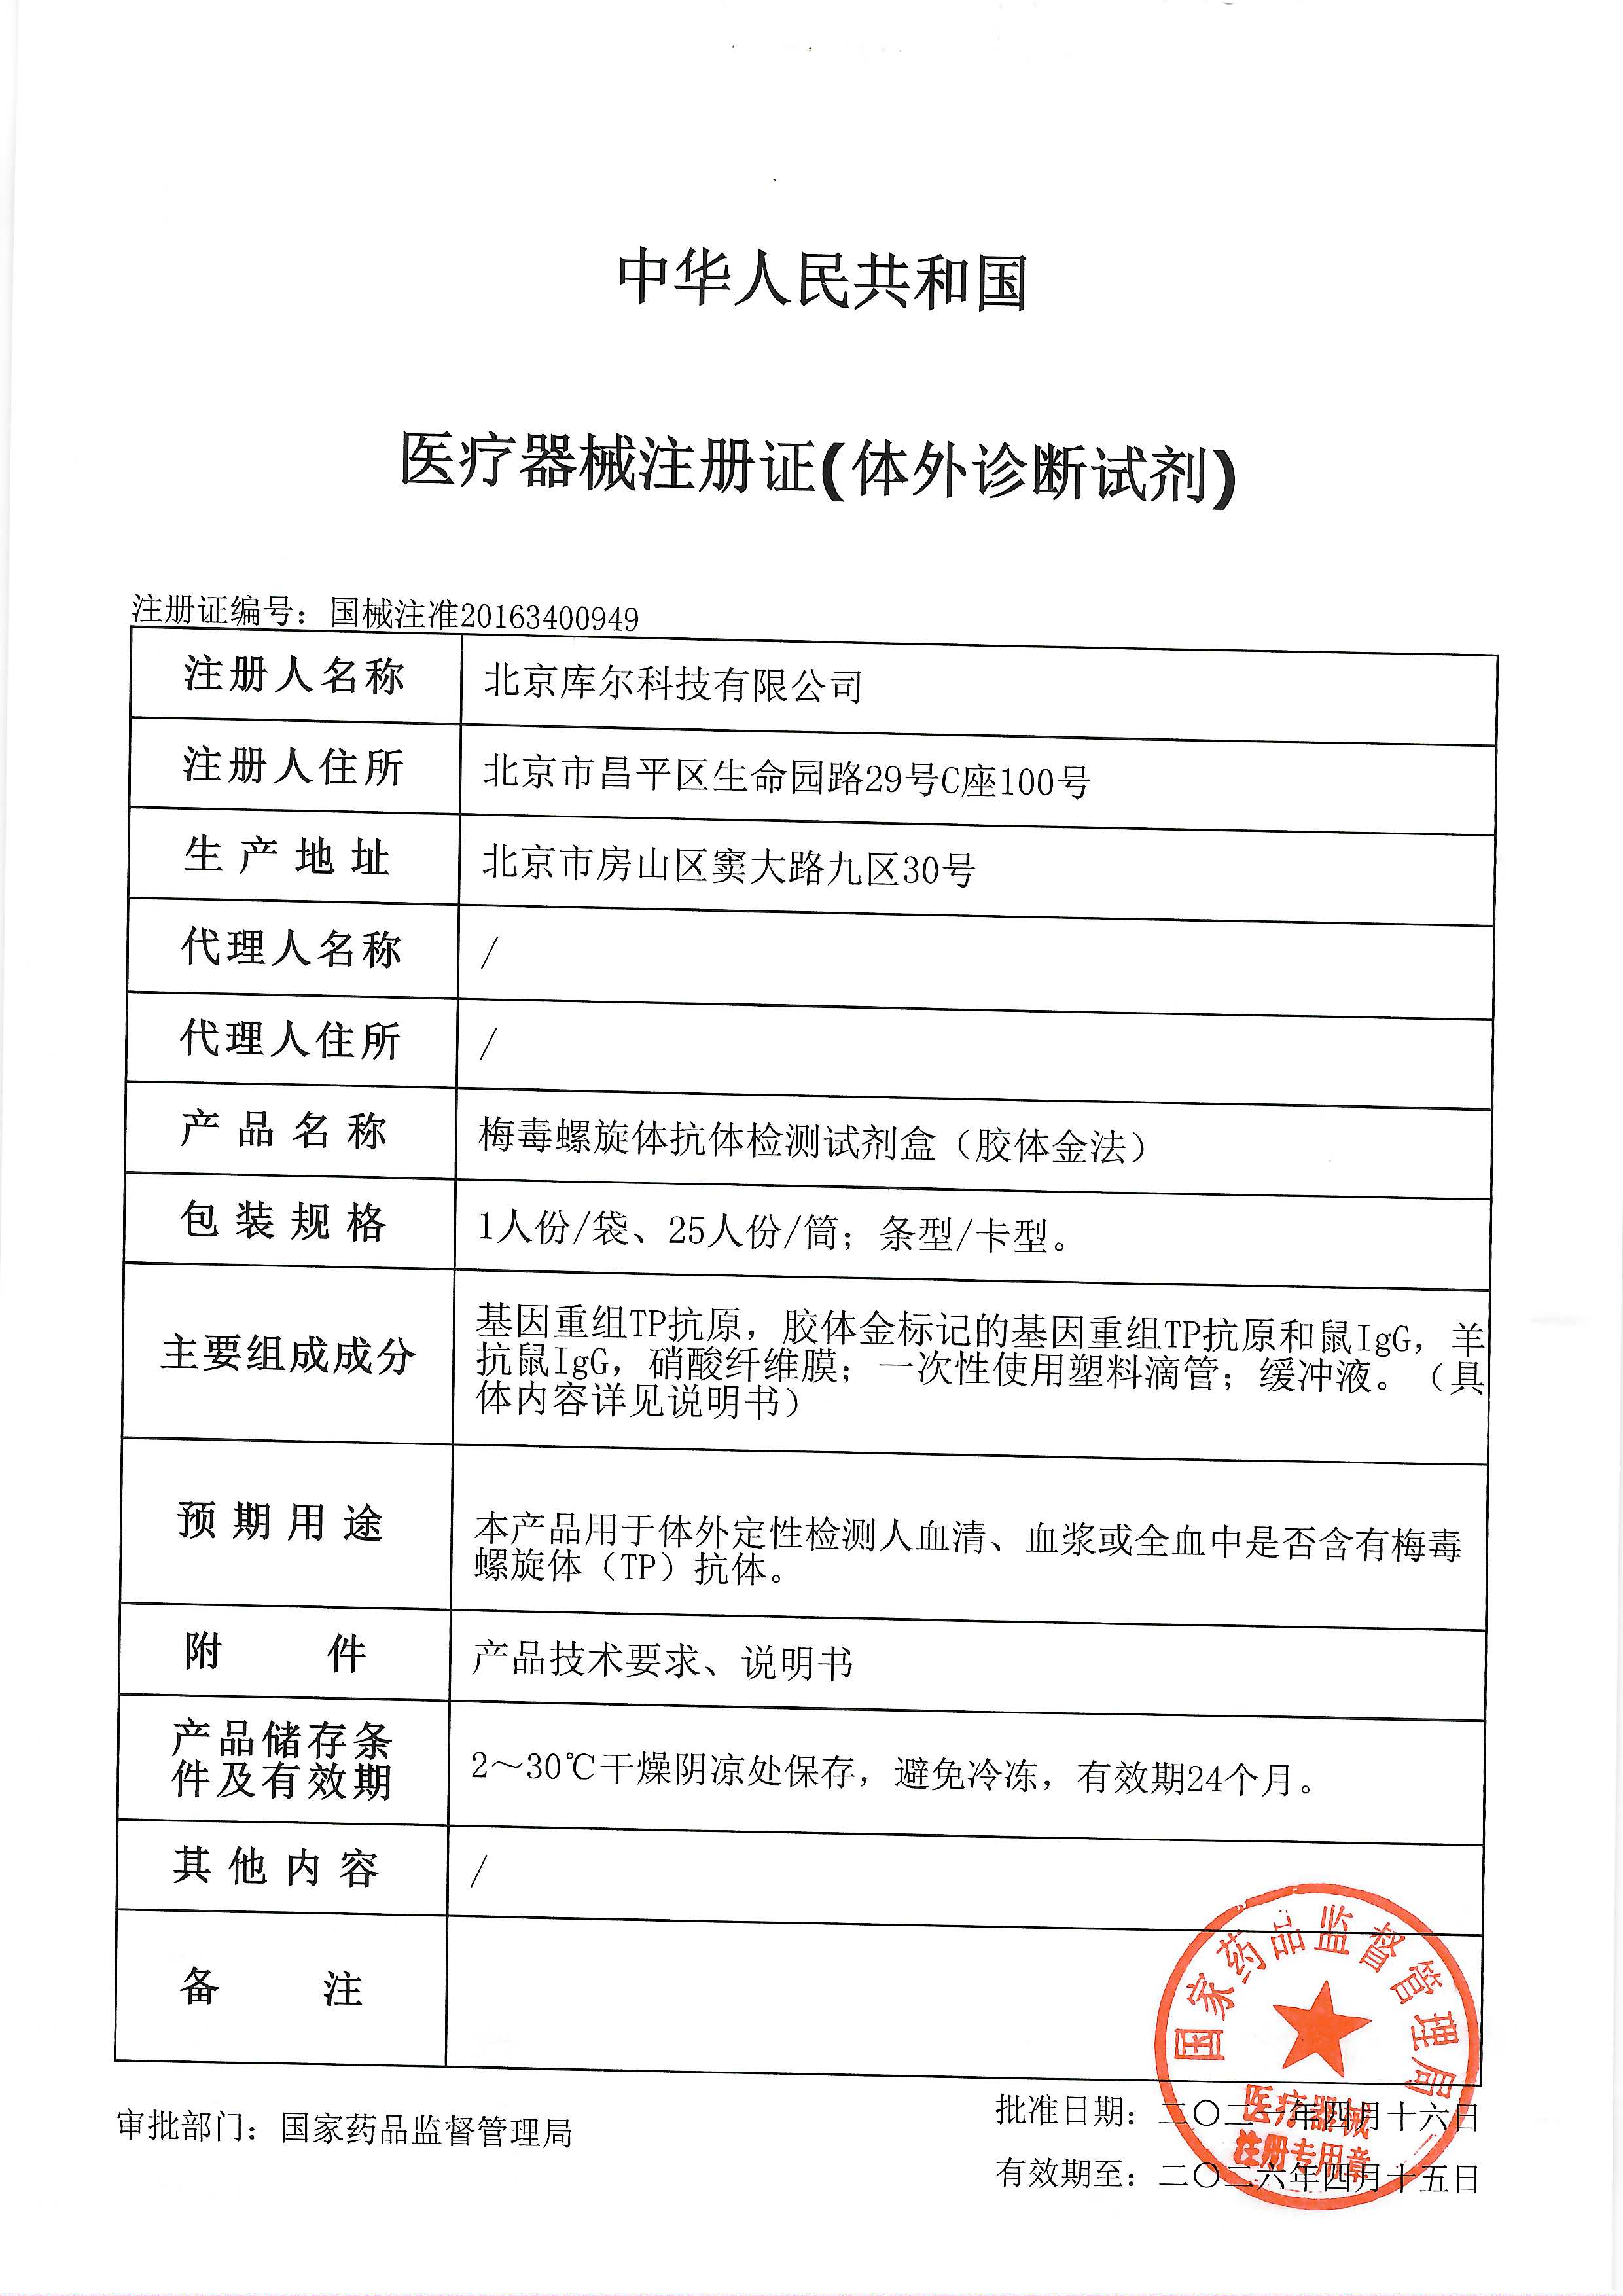 中华人民共和国
医疗器械注册证(体外诊断试剂)
注册证编号：国械注准20163400949
注册人名称 北京库尔科技有限公司
注册人住所 北京市昌平区生命园路29号C座100号
生产地址 北京市房山区窦大路九区30号
代理人名称 /
代理人住所 /
产品名称 梅毒螺旋体抗体检测试剂盒（胶体金法）
包装规格 1人份/袋、25人份/筒；条型/卡型。
主要组成成分 基因重组TP抗原，胶体金标记的基因重组TP抗原和鼠IgG，羊
抗鼠IgG，硝酸纤维膜；一次性使用塑料滴管；缓冲液。（具
体内容详见说明书）
预期用途 本产品用于体外定性检测人血清、血浆或全血中是否含有梅毒
螺旋体（TP）抗体。
附件 产品技术要求、说明书
产品储存条
件及有效期 2～30℃干燥阴凉处保存，避免冷冻，有效期24个月。
其他内容 /
备注
国家药品监督管理局
医疗器械
注册专用章
审批部门：国家药品监督管理局
批准日期：二〇二一年四月十六日
有效期至：二〇二六年四月十五日